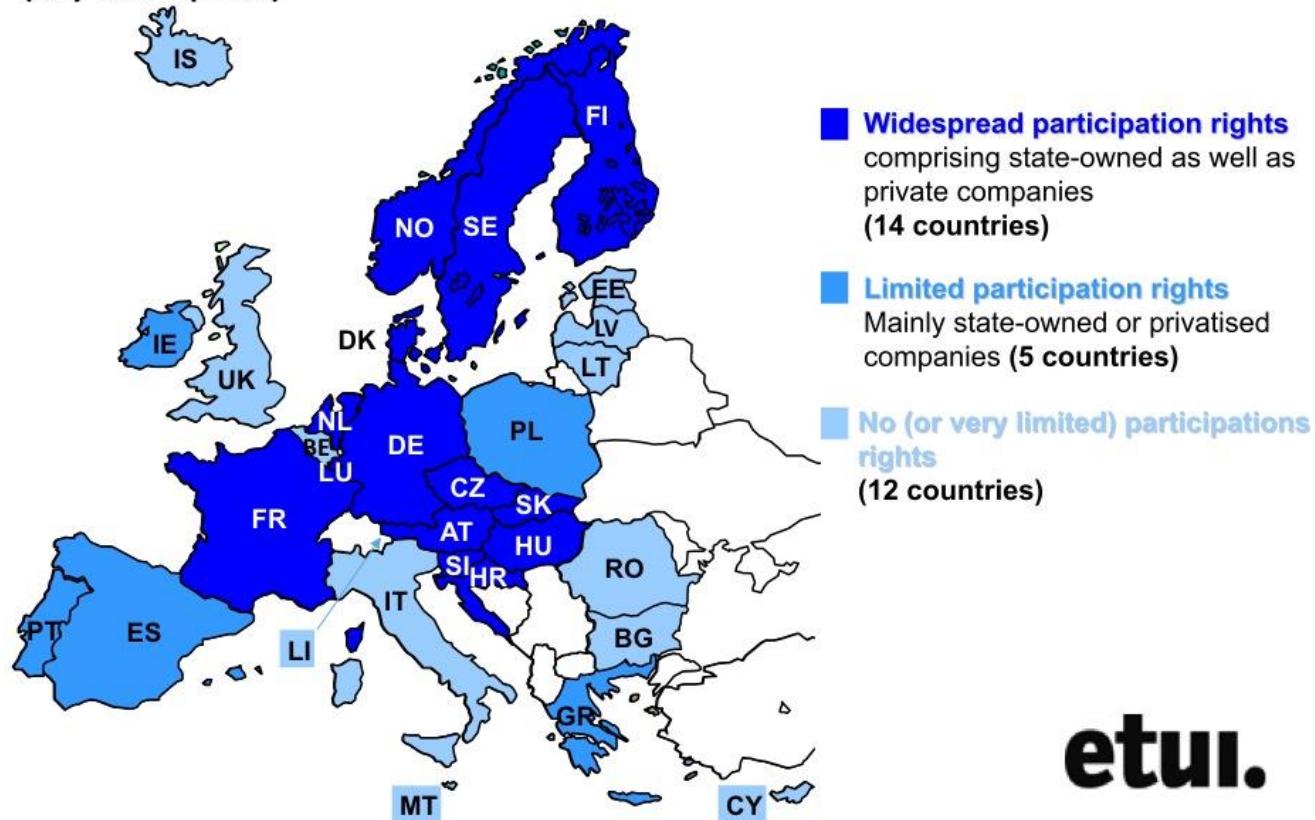 IS
FI
NO
SE
EE
LV
LT
DK
IE
UK
NL
BE
LU
DE
PL
CZ
SK
FR
AT
HU
SI
HR
RO
IT
PT
ES
LI
BG
GR
MT
CY
Widespread participation rights
comprising state-owned as well as
private companies
(14 countries)
Limited participation rights
Mainly state-owned or privatised
companies (5 countries)
No (or very limited) participations
rights
(12 countries)
etui.